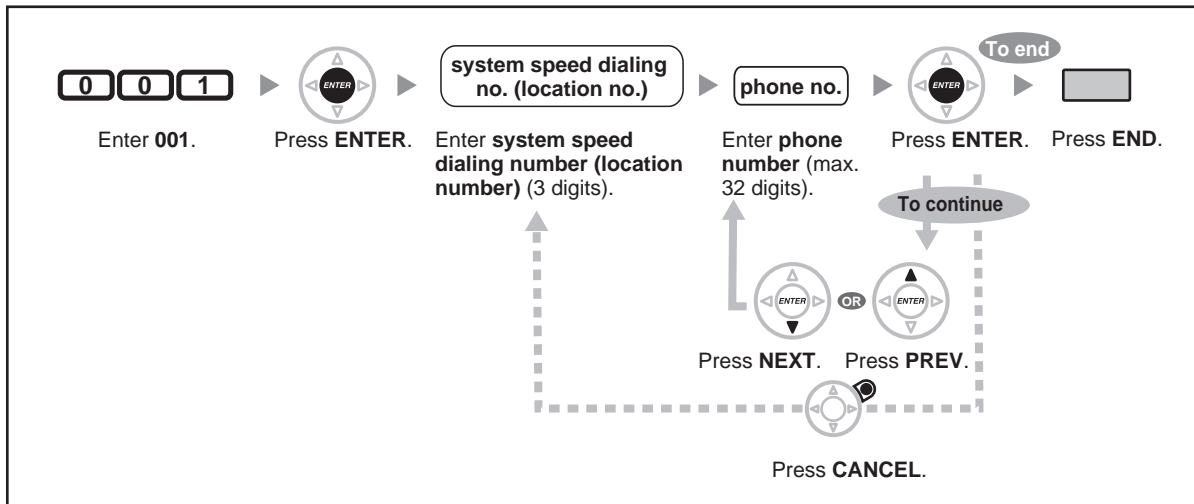 To end
0 0 1
ENTER
system speed dialing
no. (location no.)
phone no.
ENTER
Enter 001.
Press ENTER.
Enter system speed
dialing number (location
number) (3 digits).
Enter phone
number (max.
32 digits).
Press ENTER.
Press END.
To continue
ENTER
OR
ENTER
Press NEXT.
Press PREV.
Press CANCEL.